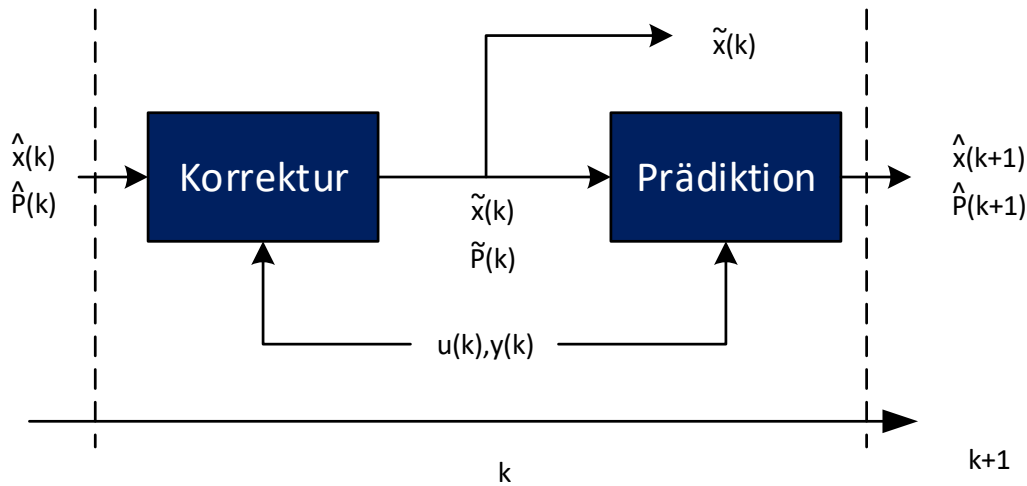 x̃(k)
x̂(k)
P̂(k)
Korrektur
x̃(k)
P̃(k)
Prädiktion
x̂(k+1)
P̂(k+1)
u(k),y(k)
k
k+1